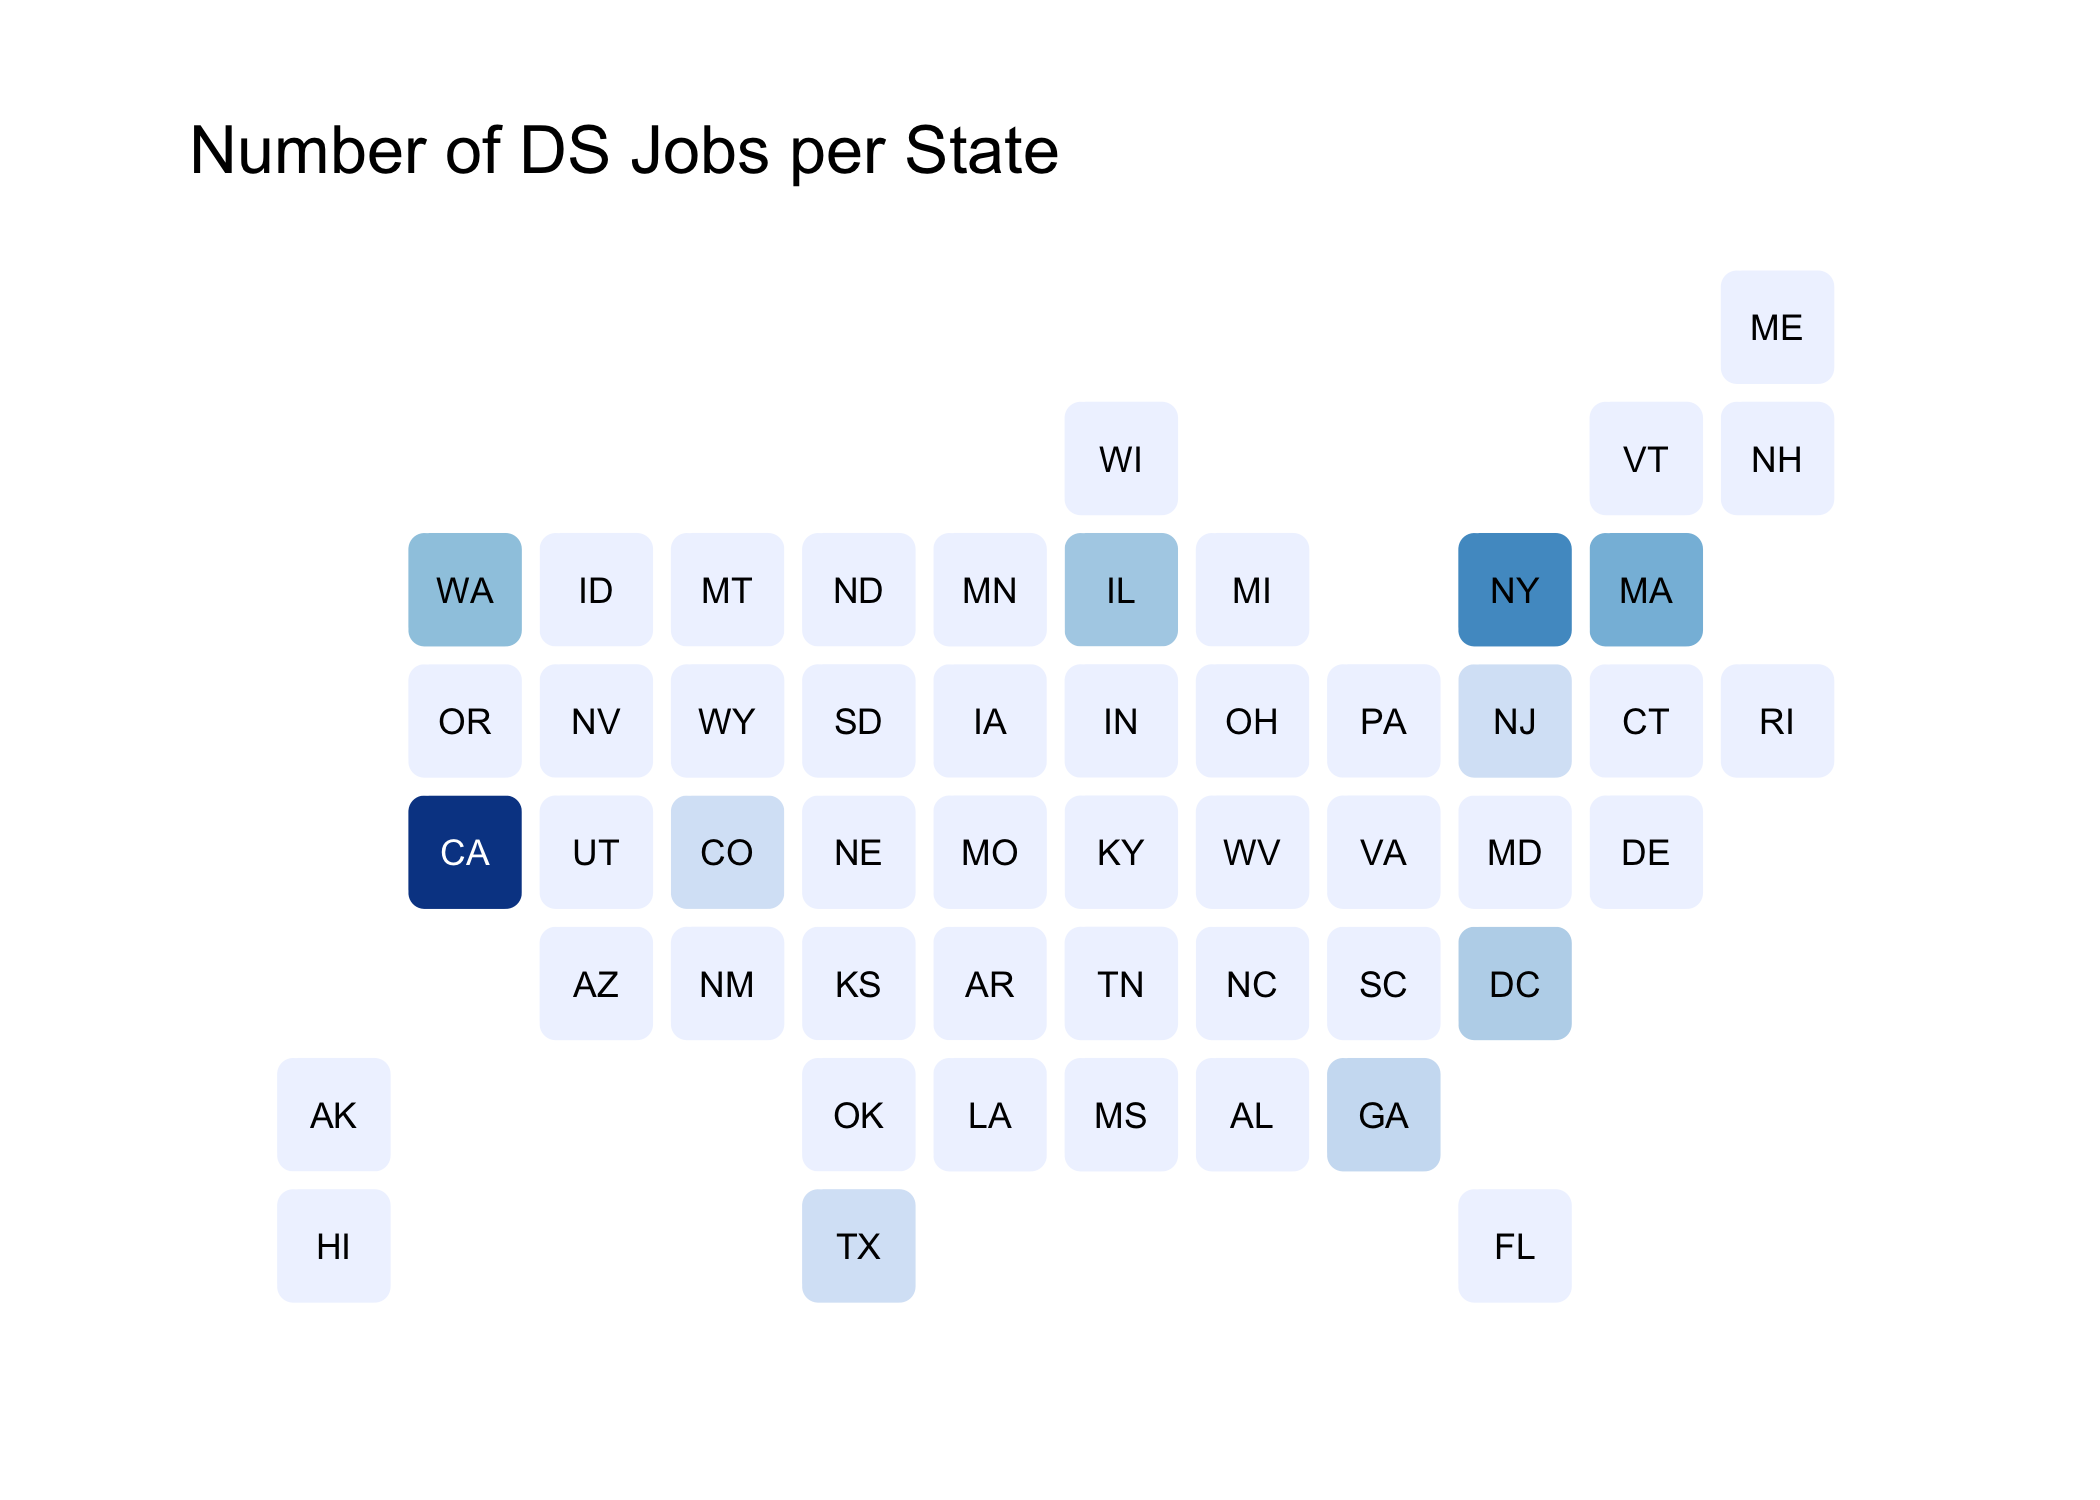 Number of DS Jobs per State
ME
WI VT NH
WA ID MT ND MN IL MI NY MA
OR NV WY SD IA IN OH PA NJ CT RI
CA UT CO NE MO KY WV VA MD DE
AZ NM KS AR TN NC SC DC
AK OK LA MS AL GA
HI TX FL